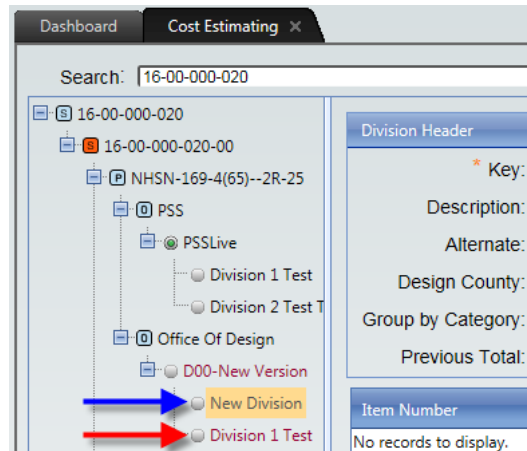 Dashboard
Cost Estimating ×
Search: 16-00-000-020
S 16-00-000-020
S 16-00-000-020-00
P NHSN-169-4(65)--2R-25
O PSS
PSSLive
Division 1 Test
Division 2 Test T
O Office Of Design
D00-New Version
New Division
Division 1 Test
Division Header
* Key:
Description:
Alternate:
Design County:
Group by Category:
Previous Total:
Item Number
No records to display.